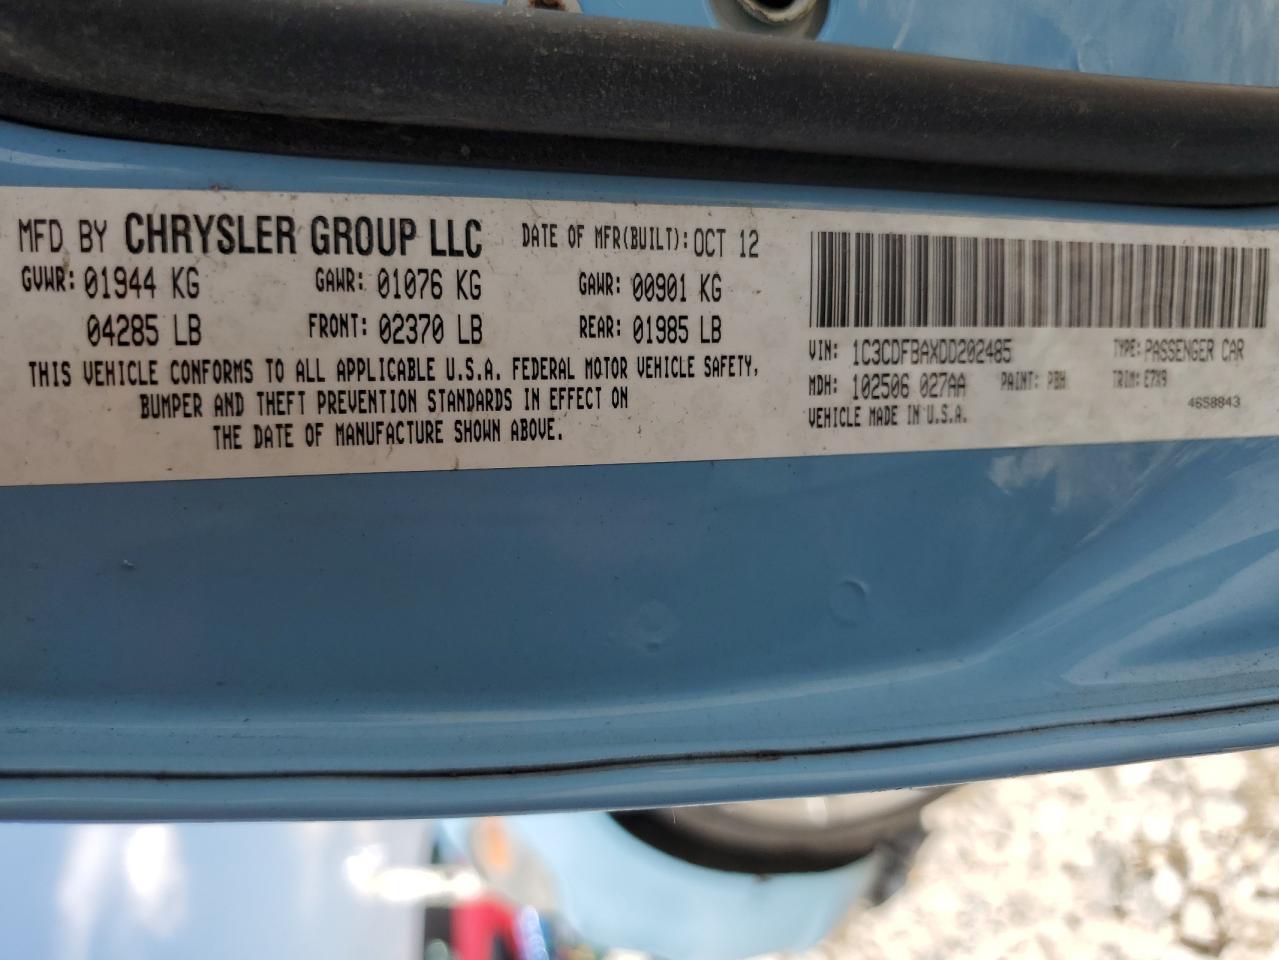 MFD BY CHRYSLER GROUP LLC DATE OF MFR(BUILT): OCT 12
GVWR: 01944 KG GAWR: 01076 KG GAWR: 00901 KG
04285 LB FRONT: 02370 LB REAR: 01985 LB
THIS VEHICLE CONFORMS TO ALL APPLICABLE U.S.A. FEDERAL MOTOR VEHICLE SAFETY,
BUMPER AND THEFT PREVENTION STANDARDS IN EFFECT ON
THE DATE OF MANUFACTURE SHOWN ABOVE.
VIN: 1C3CDFBAXDD202485 TYPE: PASSENGER CAR
MDH: 102506 027AA PAINT: PBH TRIM: E7X9
VEHICLE MADE IN U.S.A. 4658843